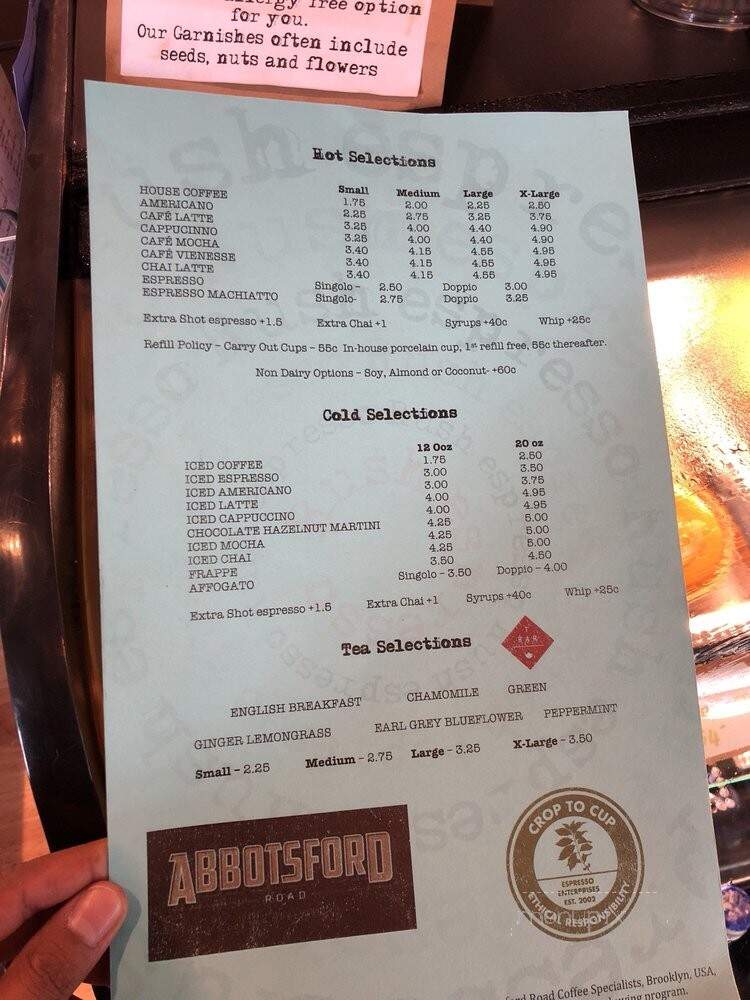 free option
for you.
Our Garnishes often include
seeds, nuts and flowers
Hot Selections
Small Medium Large X-Large
HOUSE COFFEE 1.75 2.00 2.25 2.50
AMERICANO 2.25 2.75 3.25 3.75
CAFÉ LATTE 3.25 4.00 4.40 4.90
CAPPUCINNO 3.25 4.00 4.40 4.90
CAFÉ MOCHA 3.40 4.15 4.55 4.95
CAFÉ VIENESSE 3.40 4.15 4.55 4.95
CHAI LATTE 3.40 4.15 4.55 4.95
ESPRESSO Singolo – 2.50 Doppio 3.00
ESPRESSO MACHIATTO Singolo- 2.75 Doppio 3.25
Extra Shot espresso +1.5 Extra Chai +1 Syrups +40c Whip +25c
Refill Policy – Carry Out Cups – 55c In-house porcelain cup, 1st refill free, 55c thereafter.
Non Dairy Options – Soy, Almond or Coconut- +60c
Cold Selections
12 0oz 20 oz
ICED COFFEE 1.75 2.50
ICED ESPRESSO 3.00 3.50
ICED AMERICANO 3.00 3.75
ICED LATTE 4.00 4.95
ICED CAPPUCCINO 4.00 4.95
CHOCOLATE HAZELNUT MARTINI 4.25 5.00
ICED MOCHA 4.25 5.00
ICED CHAI 4.25 5.00
FRAPPE 3.50 4.50
AFFOGATO Singolo – 3.50 Doppio – 4.00
Extra Shot espresso +1.5 Extra Chai +1 Syrups +40c Whip +25c
Tea Selections
T BAR
ENGLISH BREAKFAST CHAMOMILE GREEN
GINGER LEMONGRASS EARL GREY BLUEFLOWER PEPPERMINT
Small – 2.25 Medium – 2.75 Large – 3.25 X-Large – 3.50
ABBOTSFORD
ROAD
CROP TO CUP
ESPRESSO
ENTERPRISES
EST. 2002
ETHICAL RESPONSIBILITY
Road Coffee Specialists, Brooklyn, USA,
program.